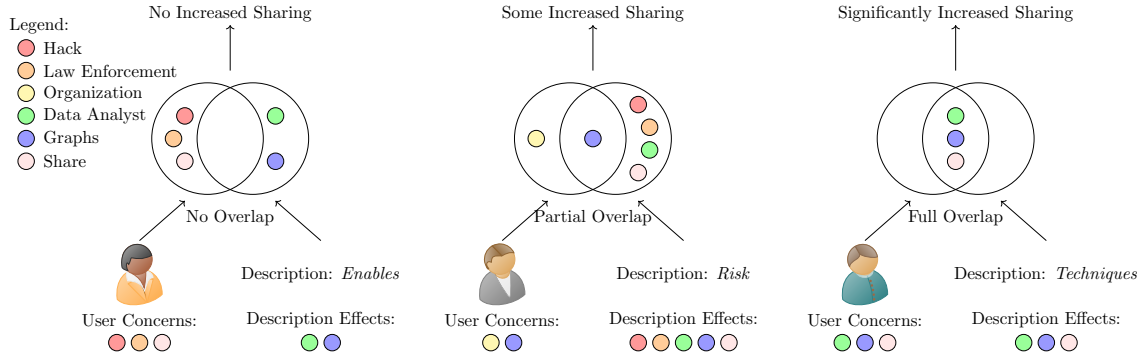 No Increased Sharing
Some Increased Sharing
Significantly Increased Sharing
Legend:
Hack
Law Enforcement
Organization
Data Analyst
Graphs
Share
No Overlap
Partial Overlap
Full Overlap
Description: Enables
Description: Risk
Description: Techniques
User Concerns:
Description Effects:
User Concerns:
Description Effects:
User Concerns:
Description Effects: